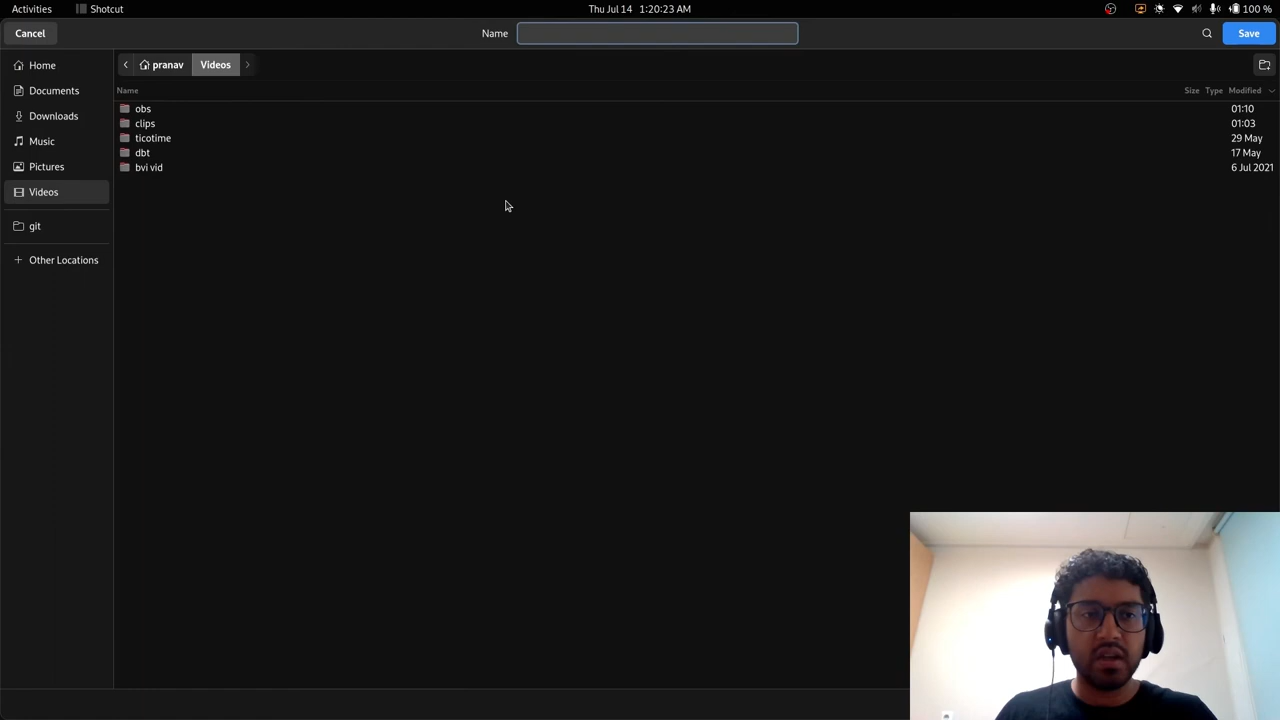 Activities Shotcut Thu Jul 14 1:20:23 AM 100 %
Cancel Name Save
pranav Videos
Home
Documents
Downloads
Music
Pictures
Videos
git
Other Locations
Name Size Type Modified
obs 01:10
clips 01:03
ticotime 29 May
dbt 17 May
bvi vid 6 Jul 2021